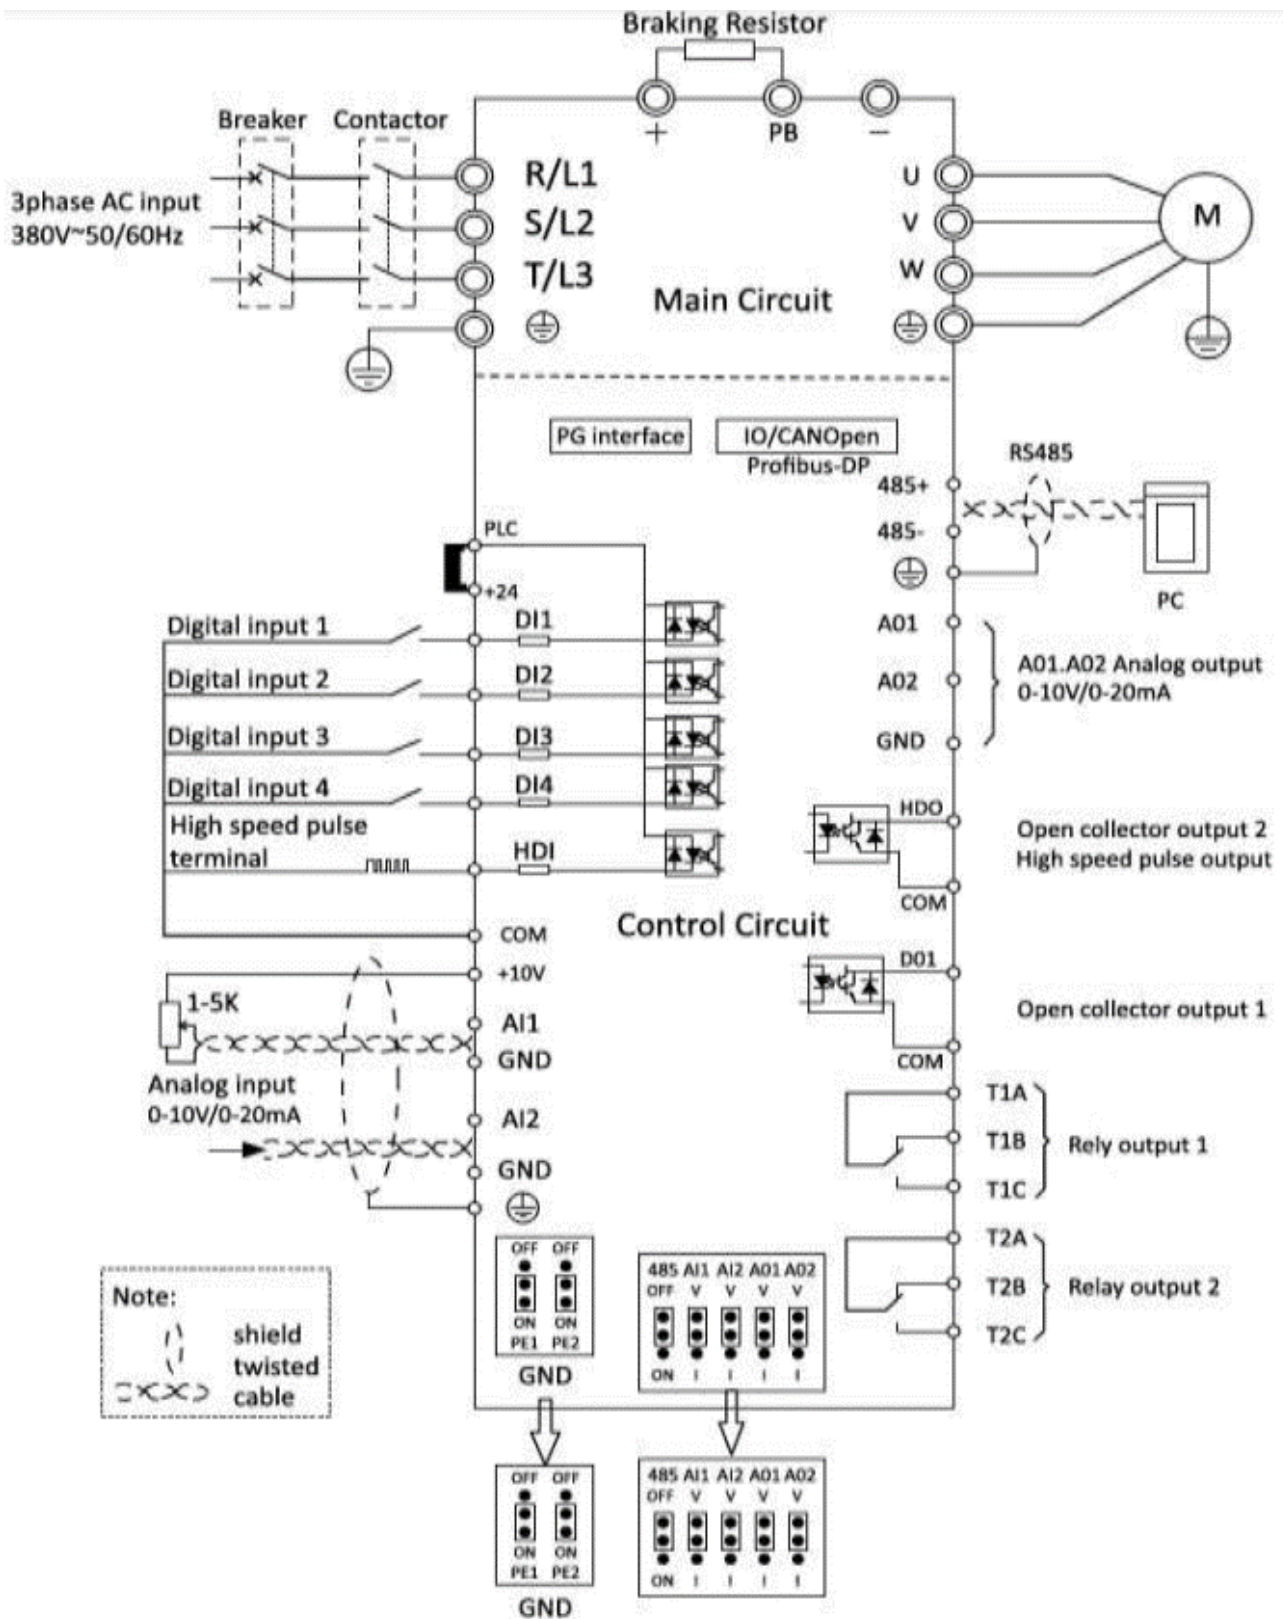 Braking Resistor
+
PB
−
Breaker
Contactor
3phase AC input
380V~50/60Hz
R/L1
S/L2
T/L3
U
V
W
M
Main Circuit
PG interface
IO/CANOpen
Profibus-DP
RS485
485+
485-
PC
PLC
+24
Digital input 1
DI1
Digital input 2
DI2
Digital input 3
DI3
Digital input 4
DI4
High speed pulse
terminal
HDI
COM
A01
A02
GND
A01.A02 Analog output
0-10V/0-20mA
HDO
COM
Open collector output 2
High speed pulse output
Control Circuit
D01
COM
Open collector output 1
+10V
1-5K
AI1
GND
Analog input
0-10V/0-20mA
AI2
GND
T1A
T1B
T1C
Rely output 1
T2A
T2B
T2C
Relay output 2
Note:
shield
twisted
cable
OFF OFF
ON ON
PE1 PE2
GND
485 AI1 AI2 A01 A02
OFF V V V V
ON I I I I
OFF OFF
ON ON
PE1 PE2
GND
485 AI1 AI2 A01 A02
OFF V V V V
ON I I I I